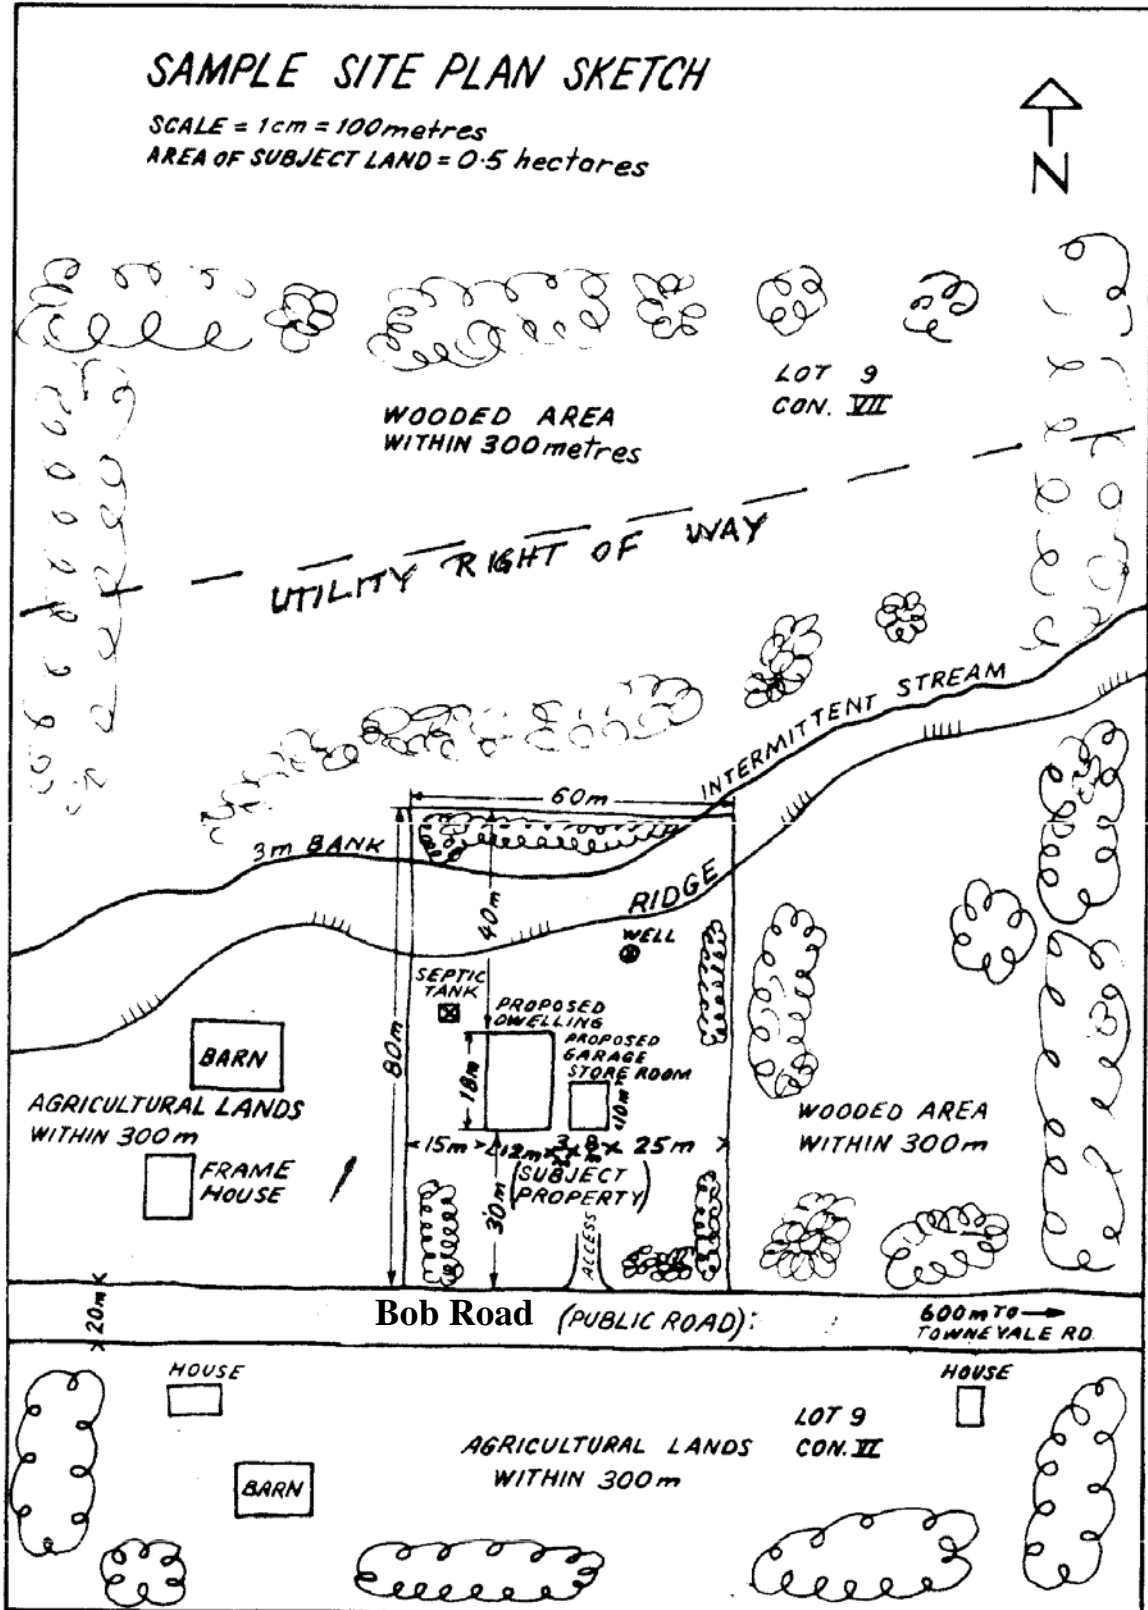 SAMPLE SITE PLAN SKETCH
SCALE = 1cm = 100metres
AREA OF SUBJECT LAND = 0.5 hectares
N
LOT 9
CON. VII
WOODED AREA
WITHIN 300metres
UTILITY RIGHT OF WAY
INTERMITTENT STREAM
60m
3m BANK
RIDGE
40m
WELL
SEPTIC
TANK
PROPOSED
DWELLING
PROPOSED
GARAGE
STORE ROOM
80m
18m
10m
BARN
AGRICULTURAL LANDS
WITHIN 300m
WOODED AREA
WITHIN 300m
15m 12m 3m 8m 25m
(SUBJECT
PROPERTY)
FRAME
HOUSE
30m
ACCESS
20m
Bob Road (PUBLIC ROAD)
600m TO
TOWNEVALE RD.
HOUSE
HOUSE
LOT 9
CON. VI
AGRICULTURAL LANDS
WITHIN 300m
BARN